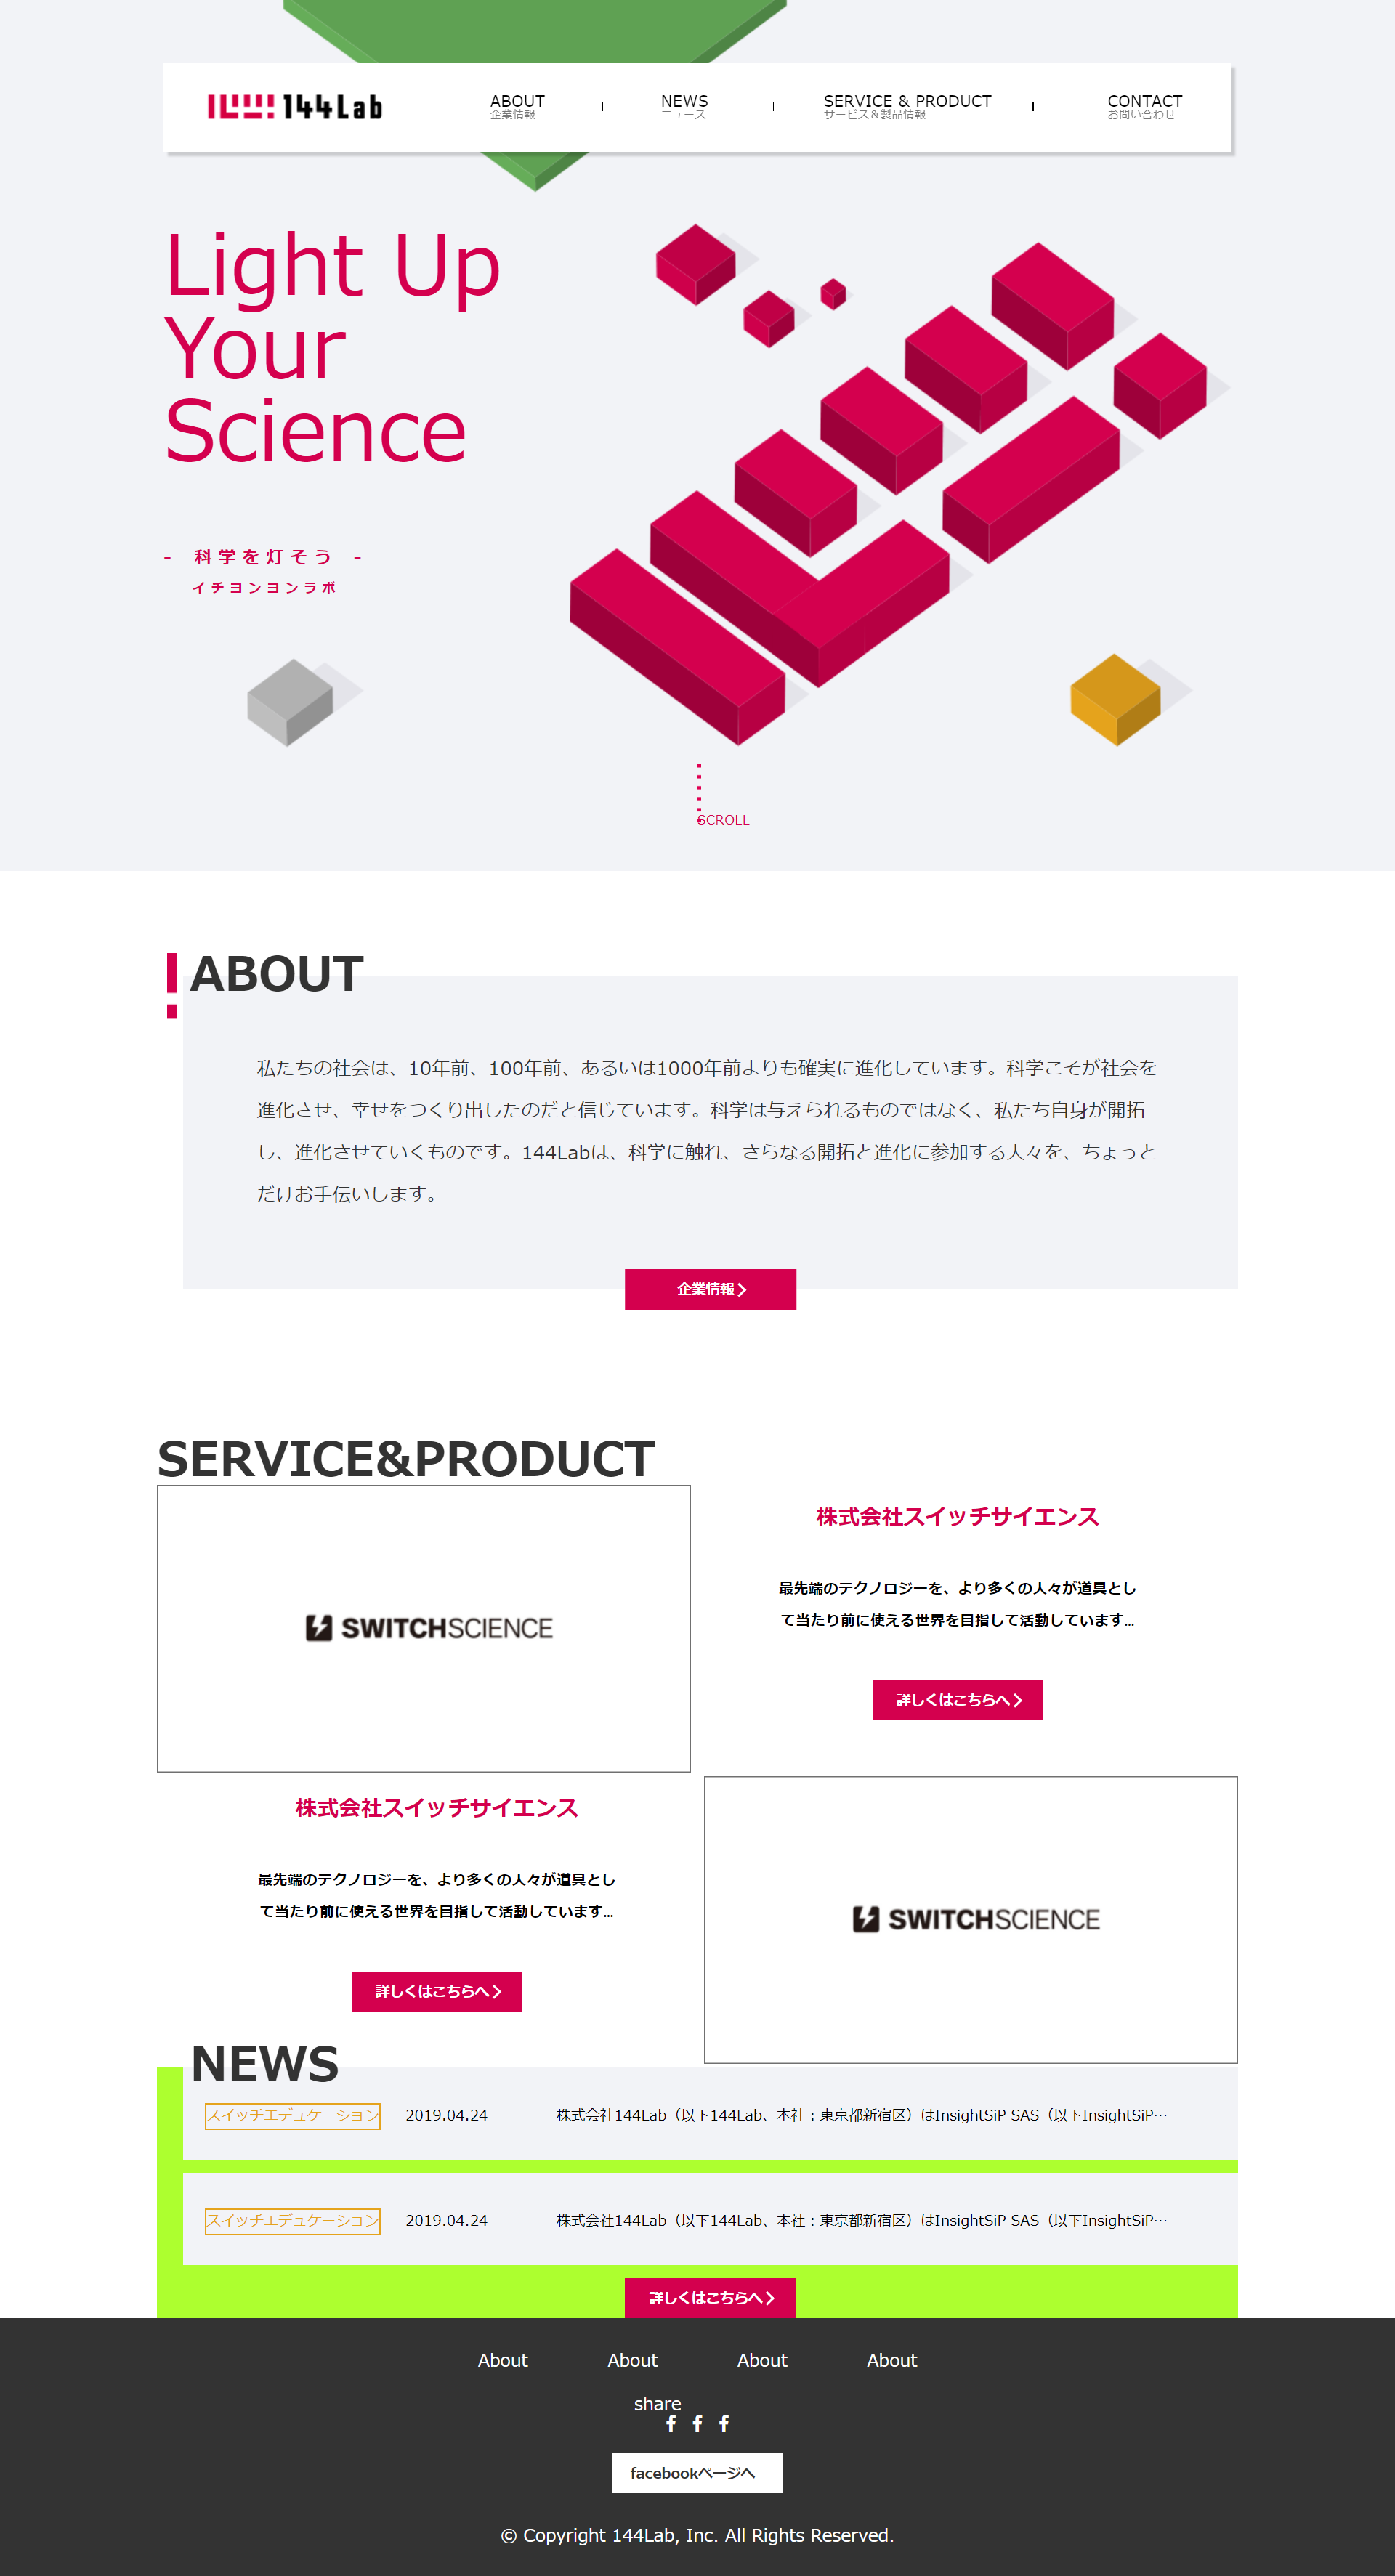 144Lab
ABOUT
企業情報
NEWS
ニュース
SERVICE & PRODUCT
サービス&製品情報
CONTACT
お問い合わせ
Light Up
Your
Science
- 科学を灯そう -
イチヨンヨンラボ
SCROLL
ABOUT
私たちの社会は、10年前、100年前、あるいは1000年前よりも確実に進化しています。科学こそが社会を
進化させ、幸せをつくり出したのだと信じています。科学は与えられるものではなく、私たち自身が開拓
し、進化させていくものです。144Labは、科学に触れ、さらなる開拓と進化に参加する人々を、ちょっと
だけお手伝いします。
企業情報
SERVICE&PRODUCT
SWITCHSCIENCE
株式会社スイッチサイエンス
最先端のテクノロジーを、より多くの人々が道具とし
て当たり前に使える世界を目指して活動しています...
詳しくはこちらへ
株式会社スイッチサイエンス
最先端のテクノロジーを、より多くの人々が道具とし
て当たり前に使える世界を目指して活動しています...
詳しくはこちらへ
SWITCHSCIENCE
NEWS
スイッチエデュケーション 2019.04.24 株式会社144Lab（以下144Lab、本社：東京都新宿区）はInsightSiP SAS（以下InsightSiP…
スイッチエデュケーション 2019.04.24 株式会社144Lab（以下144Lab、本社：東京都新宿区）はInsightSiP SAS（以下InsightSiP…
詳しくはこちらへ
About About About About
share
facebookページへ
© Copyright 144Lab, Inc. All Rights Reserved.